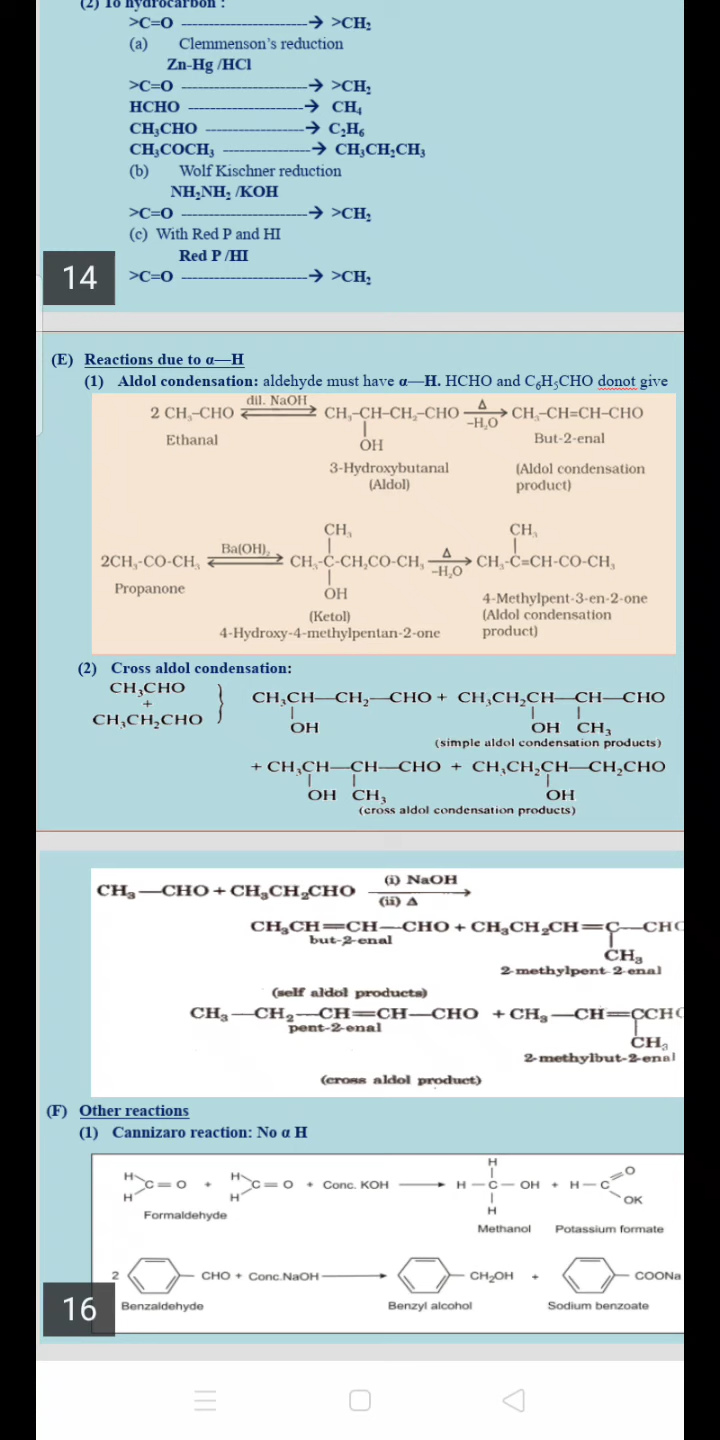 (2) To hydrocarbon :
>C=O ---------------------→ >CH₂
(a) Clemmenson's reduction
Zn-Hg /HCl
>C=O ---------------------→ >CH₂
HCHO -------------------→ CH₄
CH₃CHO ----------------→ C₂H₆
CH₃COCH₃ --------------→ CH₃CH₂CH₃
(b) Wolf Kischner reduction
NH₂NH₂ /KOH
>C=O ---------------------→ >CH₂
(c) With Red P and HI
Red P /HI
14
>C=O ---------------------→ >CH₂
(E) Reactions due to α—H
(1) Aldol condensation: aldehyde must have α—H. HCHO and C₆H₅CHO donot give
dil. NaOH
2 CH₃-CHO ⇌ CH₃-CH-CH₂-CHO Δ → -H₂O CH₃-CH=CH-CHO
OH
Ethanal But-2-enal
3-Hydroxybutanal (Aldol condensation
(Aldol) product)
CH₃ CH₃
2CH₃-CO-CH₃ Ba(OH)₂ ⇌ CH₃-C-CH₂CO-CH₃ Δ → -H₂O CH₃-C=CH-CO-CH₃
Propanone OH
4-Methylpent-3-en-2-one
(Ketol) (Aldol condensation
4-Hydroxy-4-methylpentan-2-one product)
(2) Cross aldol condensation:
CH₃CHO
+
CH₃CH₂CHO } CH₃CH—CH₂—CHO + CH₃CH₂CH—CH—CHO
OH OH CH₃
(simple aldol condensation products)
+ CH₃CH—CH—CHO + CH₃CH₂CH—CH₂CHO
OH CH₃ OH
(cross aldol condensation products)
(i) NaOH
CH₃—CHO + CH₃CH₂CHO →
(ii) Δ
CH₃CH=CH—CHO + CH₃CH₂CH=C—CHO
but-2-enal CH₃
2-methylpent-2-enal
(self aldol products)
CH₃—CH₂—CH=CH—CHO + CH₃—CH=CCHO
pent-2-enal CH₃
2-methylbut-2-enal
(cross aldol product)
(F) Other reactions
(1) Cannizaro reaction: No α H
H H H O
C=O + C=O + Conc. KOH → H—C—OH + H—C
H H H OK
Formaldehyde Methanol Potassium formate
2 CHO + Conc.NaOH → CH₂OH + COONa
16
Benzaldehyde Benzyl alcohol Sodium benzoate